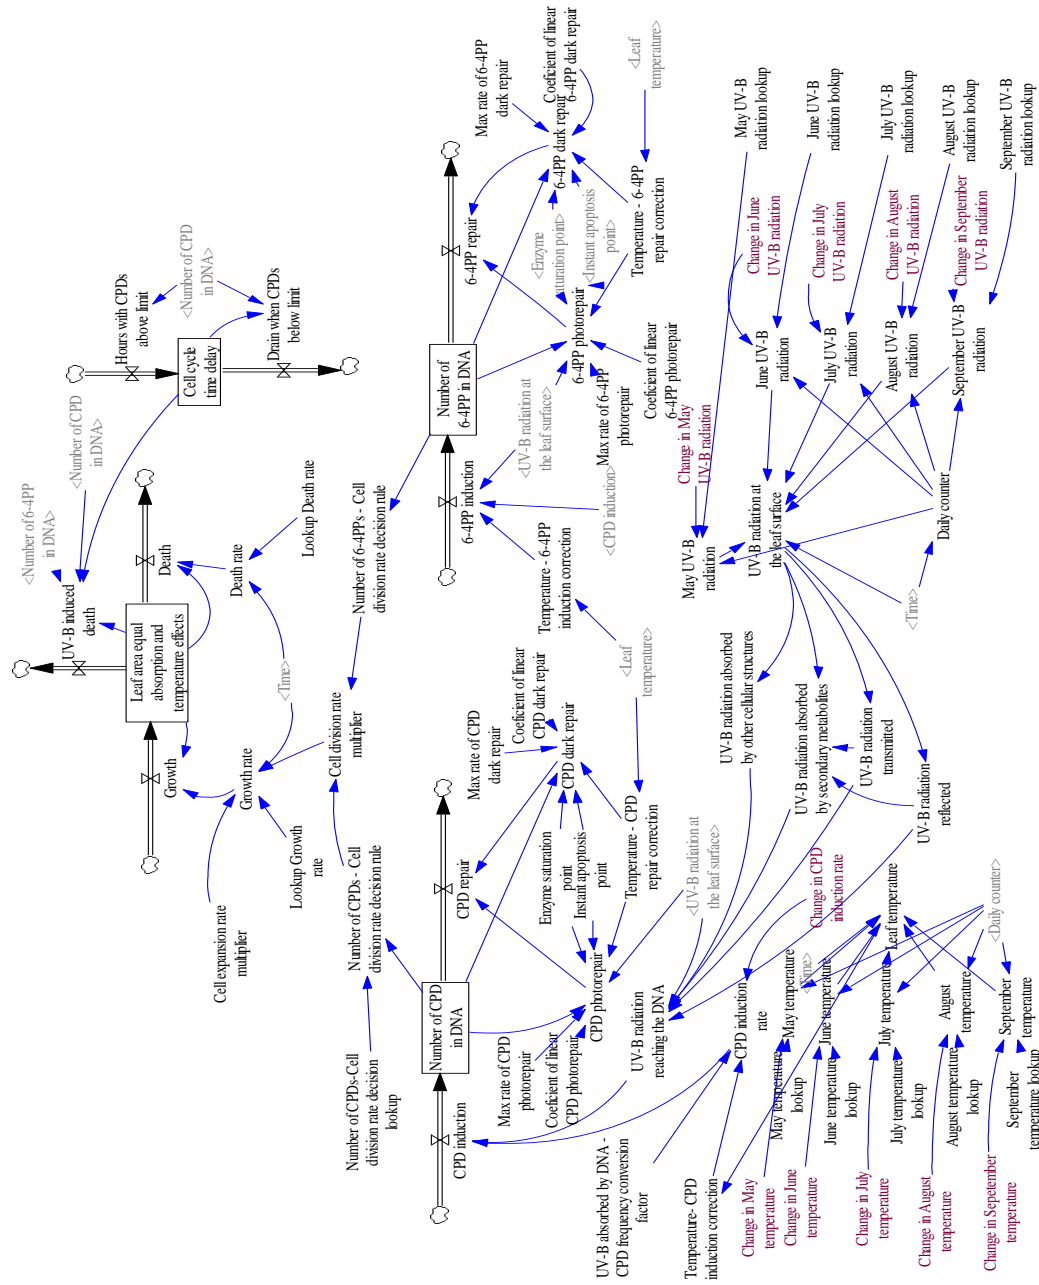 <Number of 6-4PP
in DNA>
<Number of CPD
in DNA>
UV-B induced
death
Leaf area equal
absorption and
temperature effects
Death
Growth
Death rate
Lookup Death rate
<Time>
Growth rate
Cell expansion rate
multiplier
Lookup Growth
rate
Cell division rate
multiplier
Hours with CPDs
above limit
<Number of CPD
in DNA>
Cell cycle
time delay
Drain when CPDs
below limit
Number of 6-4PPs - Cell
division rate decision rule
Number of CPDs - Cell
division rate decision rule
Number of CPDs-Cell
division rate decision
lookup
Number of CPD
in DNA
CPD induction
CPD repair
Max rate of CPD
dark repair
Coeficient of linear
CPD dark repair
CPD dark repair
Enzyme saturation
point
Instant apoptosis
point
Temperature - CPD
repair correction
<Leaf
temperature>
CPD photorepair
Max rate of CPD
photorepair
Coeficient of linear
CPD photorepair
<UV-B radiation at
the leaf surface>
UV-B radiation
reaching the DNA
Number of
6-4PP in DNA
6-4PP induction
6-4PP repair
Max rate of 6-4PP
dark repair
Coeficient of linear
6-4PP dark repair
6-4PP dark repair
<Leaf
temperature>
<Enzyme
saturation point>
<Instant apoptosis
point>
Temperature - 6-4PP
repair correction
6-4PP photorepair
<UV-B radiation at
the leaf surface>
Max rate of 6-4PP
photorepair
Coeficient of linear
6-4PP photorepair
<CPD induction>
Temperature - 6-4PP
induction correction
May UV-B
radiation lookup
June UV-B
radiation lookup
July UV-B
radiation lookup
August UV-B
radiation lookup
September UV-B
radiation lookup
Change in May
UV-B radiation
Change in June
UV-B radiation
Change in July
UV-B radiation
Change in August
UV-B radiation
Change in September
UV-B radiation
May UV-B
radiation
June UV-B
radiation
July UV-B
radiation
August UV-B
radiation
September UV-B
radiation
UV-B radiation at
the leaf surface
Daily counter
<Time>
UV-B radiation absorbed
by other cellular structures
UV-B radiation absorbed
by secondary metabolites
UV-B radiation
transmitted
UV-B radiation
reflected
UV-B absorbed by DNA -
CPD frequency conversion
factor
Temperature- CPD
induction correction
CPD induction
rate
Change in CPD
induction rate
<Time>
Leaf temperature
<Daily counter>
May temperature
June temperature
July temperature
August
temperature
September
temperature
May temperature
lookup
June temperature
lookup
July temperature
lookup
August temperature
lookup
September
temperature lookup
Change in May
temperature
Change in June
temperature
Change in July
temperature
Change in August
temperature
Change in Sepetember
temperature